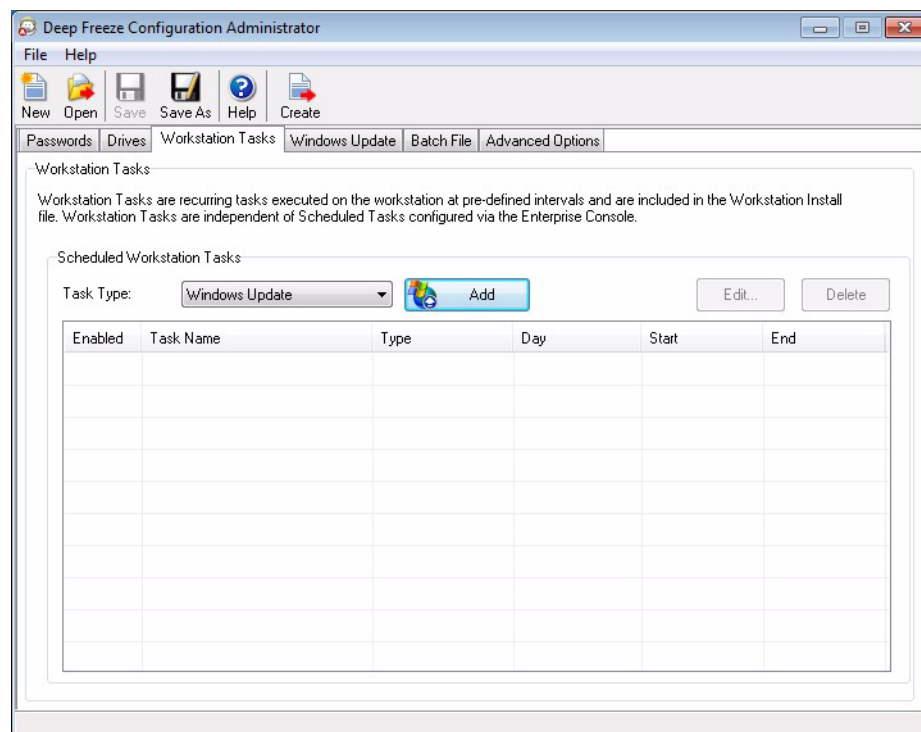 Deep Freeze Configuration Administrator
File Help
New Open Save Save As Help Create
Passwords Drives Workstation Tasks Windows Update Batch File Advanced Options
Workstation Tasks
Workstation Tasks are recurring tasks executed on the workstation at pre-defined intervals and are included in the Workstation Install
file. Workstation Tasks are independent of Scheduled Tasks configured via the Enterprise Console.
Scheduled Workstation Tasks
Task Type: Windows Update Add Edit... Delete
Enabled Task Name Type Day Start End